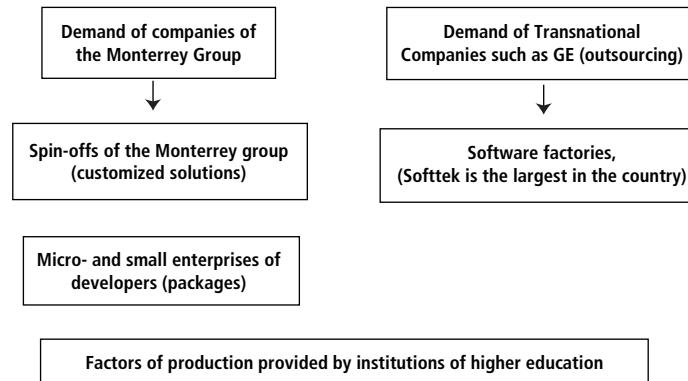 Demand of companies of
the Monterrey Group
Demand of Transnational
Companies such as GE (outsourcing)
Spin-offs of the Monterrey group
(customized solutions)
Software factories,
(Softtek is the largest in the country)
Micro- and small enterprises of
developers (packages)
Factors of production provided by institutions of higher education